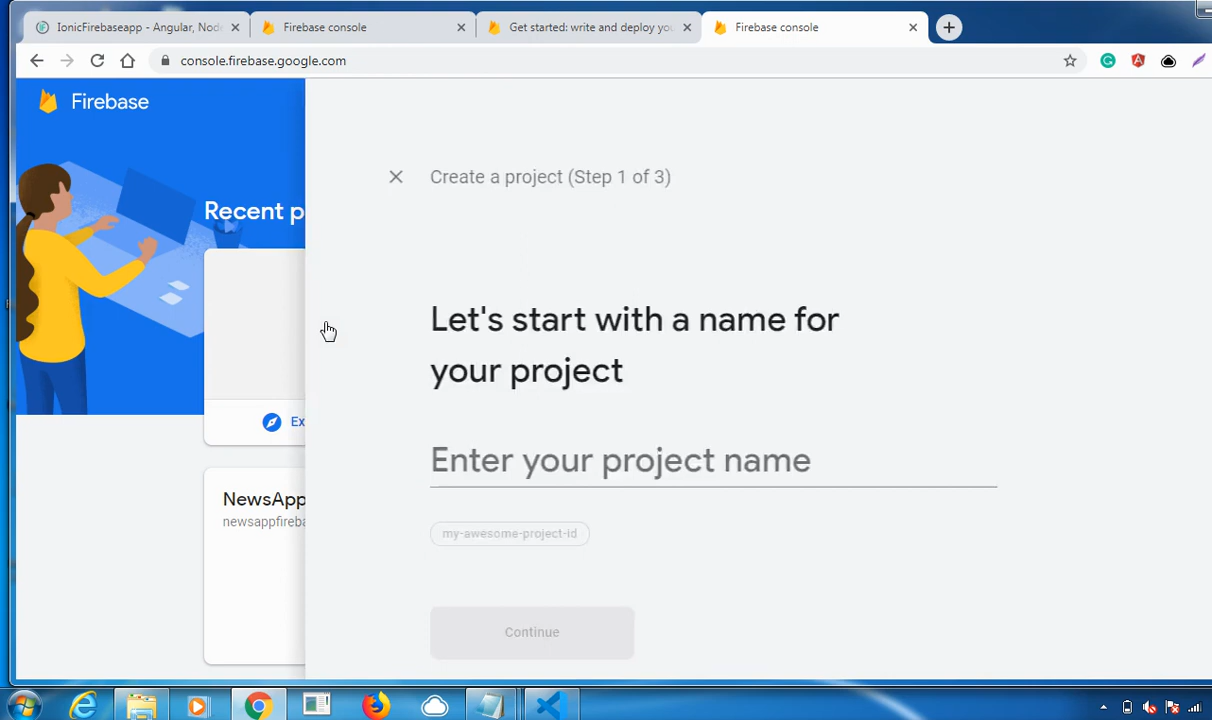 IonicFirebaseapp - Angular, Node
Firebase console
Get started: write and deploy you
Firebase console
console.firebase.google.com
Firebase
Recent p
Ex
NewsApp
newsappfireba
Create a project (Step 1 of 3)
Let's start with a name for
your project
Enter your project name
my-awesome-project-id
Continue